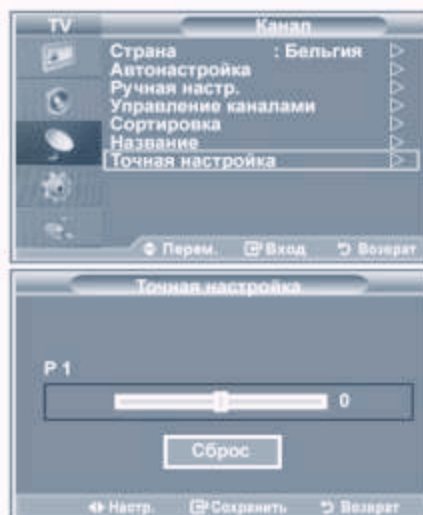 TV Канал
Страна : Бельгия
Автонастройка
Ручная настр.
Управление каналами
Сортировка
Название
Точная настройка
Перем. Вход Возврат
Точная настройка
P 1
0
Сброс
Настр. Сохранить Возврат